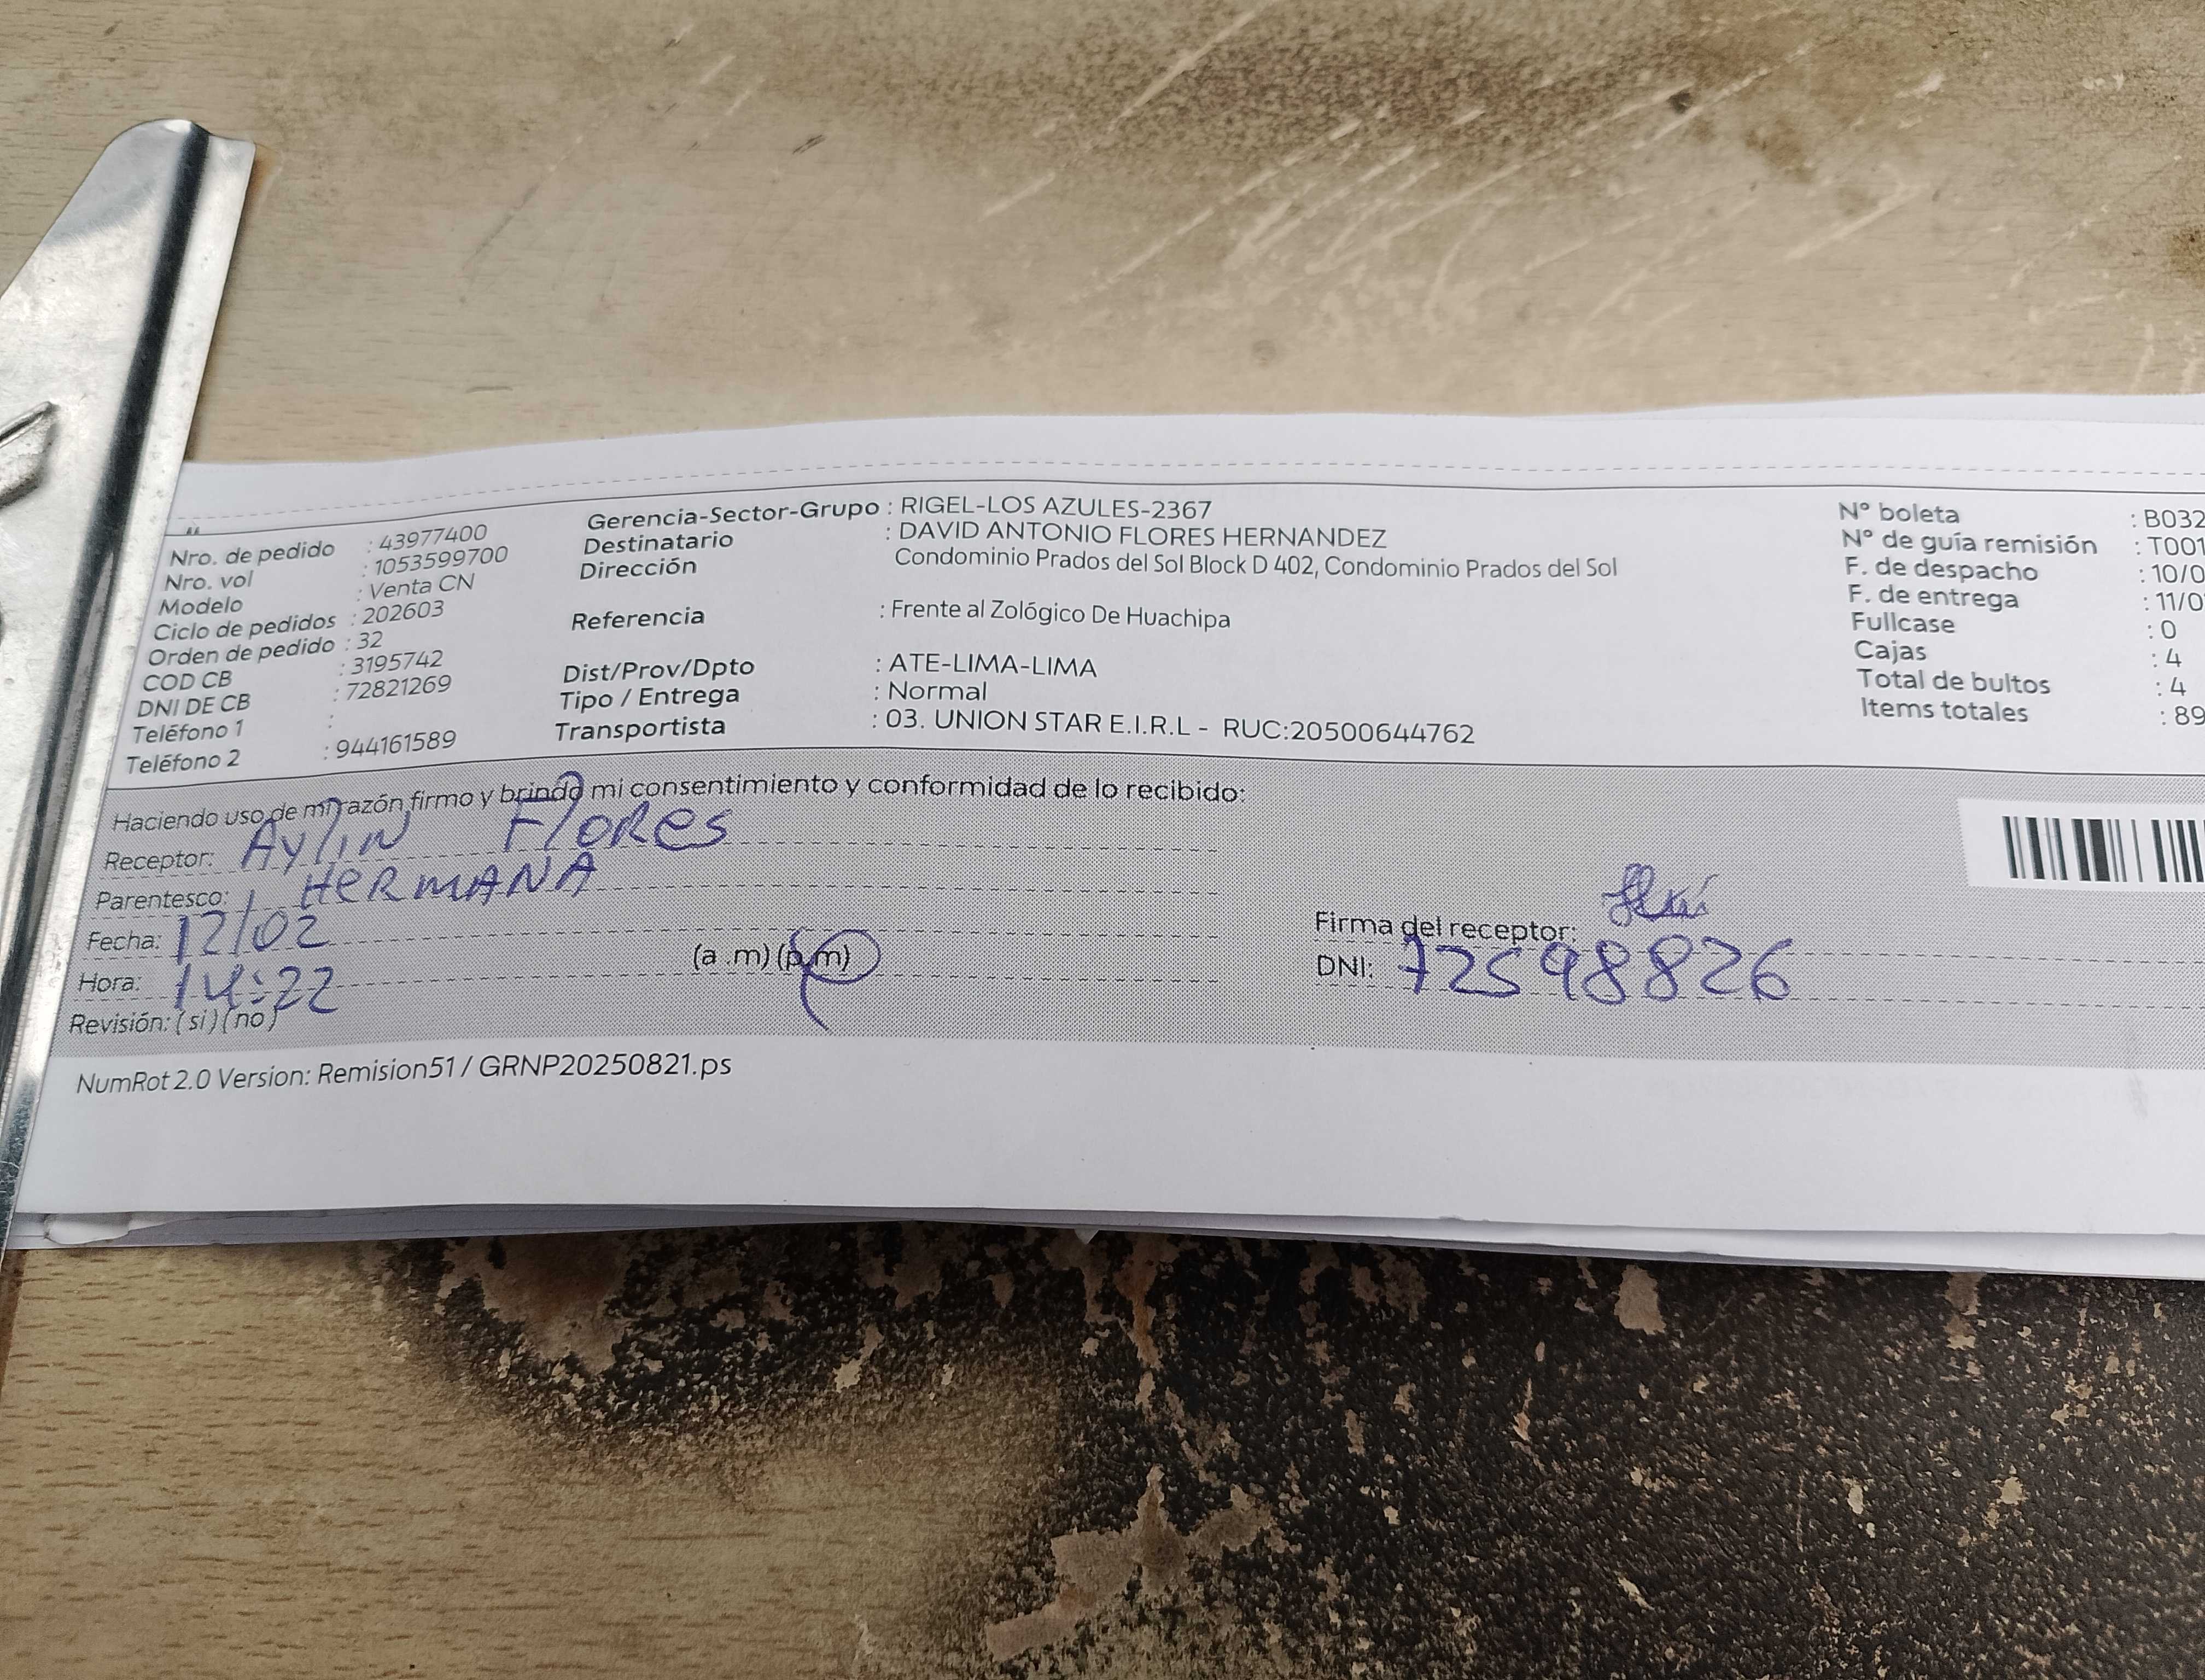 Nro. de pedido : 43977400
Nro. vol : 1053599700
Modelo : Venta CN
Ciclo de pedidos : 202603
Orden de pedido : 32
COD CB : 3195742
DNI DE CB : 72821269
Teléfono 1 :
Teléfono 2 : 944161589
Gerencia-Sector-Grupo : RIGEL-LOS AZULES-2367
Destinatario : DAVID ANTONIO FLORES HERNANDEZ
Dirección Condominio Prados del Sol Block D 402, Condominio Prados del Sol
Referencia : Frente al Zológico De Huachipa
Dist/Prov/Dpto : ATE-LIMA-LIMA
Tipo / Entrega : Normal
Transportista : 03. UNION STAR E.I.R.L - RUC:20500644762
N° boleta : B032
N° de guía remisión : T001
F. de despacho : 10/0
F. de entrega : 11/0
Fullcase : 0
Cajas : 4
Total de bultos : 4
Items totales : 89
Haciendo uso de mi razón firmo y brindo mi consentimiento y conformidad de lo recibido:
Receptor: Aylin Flores
Parentesco: HERMANA
Fecha: 12/02
Hora: 14:22 (a .m) (p.m)
Revisión: (si) (no)
Firma del receptor:
DNI: 72598826
NumRot 2.0 Version: Remision51 / GRNP20250821.ps